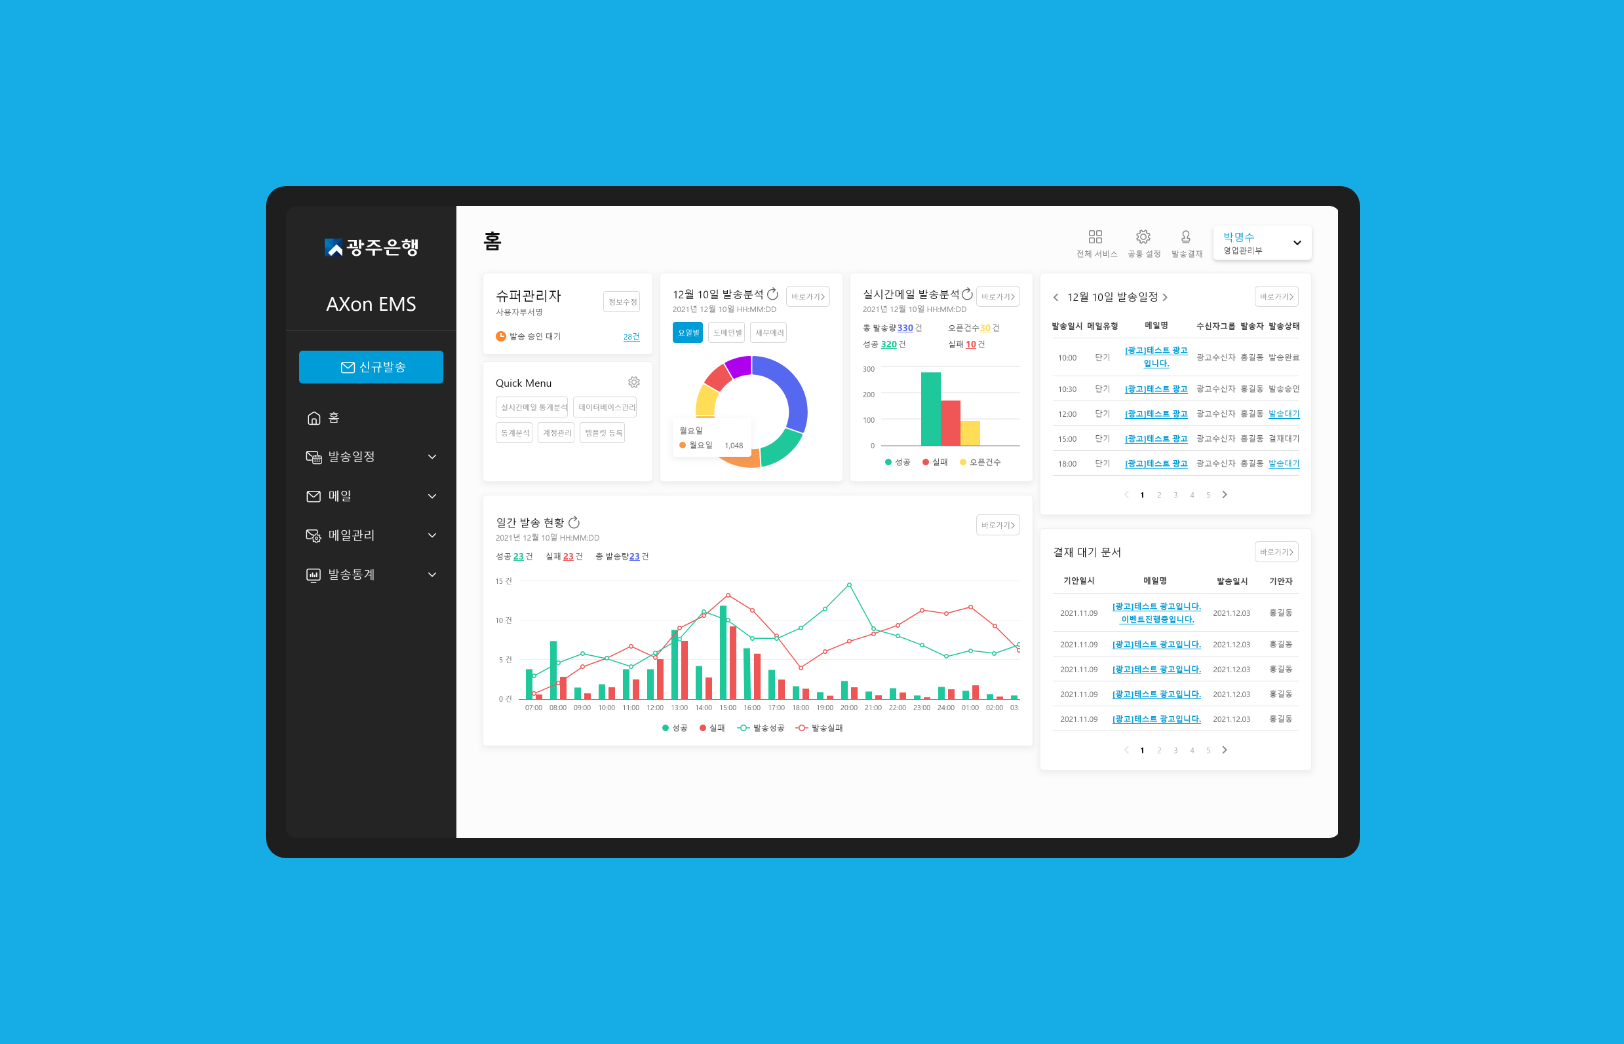 광주은행
AXon EMS
신규발송
홈
발송일정
메일
메일관리
발송통계
홈
전체 서비스
공통 설정
발송결재
박명수
영업관리부
슈퍼관리자
정보수정
사용자부서명
발송 승인 대기
28건
Quick Menu
실시간메일 통계분석
데이터베이스관리
통계분석
계정관리
템플릿 등록
12월 10일 발송분석
바로가기
2021년 12월 10일 HH:MM:DD
요일별
도메인별
세부에러
월요일
월요일 1,048
실시간메일 발송분석
바로가기
2021년 12월 10일 HH:MM:DD
총 발송량330 건
오픈건수30 건
성공 320 건
실패 10 건
300
200
100
0
성공 실패 오픈건수
12월 10일 발송일정
바로가기
발송일시 메일유형 메일명 수신자그룹 발송자 발송상태
10:00 단기 [광고]테스트 광고 광고수신자 홍길동 발송완료
입니다.
10:30 단기 [광고]테스트 광고 광고수신자 홍길동 발송승인
12:00 단기 [광고]테스트 광고 광고수신자 홍길동 발송대기
15:00 단기 [광고]테스트 광고 광고수신자 홍길동 결재대기
18:00 단기 [광고]테스트 광고 광고수신자 홍길동 발송대기
1 2 3 4 5
일간 발송 현황
바로가기
2021년 12월 10일 HH:MM:DD
성공 23 건 실패 23 건 총 발송량23 건
15 건
10 건
5 건
0 건
07:00 08:00 09:00 10:00 11:00 12:00 13:00 14:00 15:00 16:00 17:00 18:00 19:00 20:00 21:00 22:00 23:00 24:00 01:00 02:00 03.
성공 실패 발송성공 발송실패
결재 대기 문서
바로가기
기안일시 메일명 발송일시 기안자
2021.11.09 [광고]테스트 광고입니다. 2021.12.03 홍길동
이벤트진행중입니다.
2021.11.09 [광고]테스트 광고입니다. 2021.12.03 홍길동
2021.11.09 [광고]테스트 광고입니다. 2021.12.03 홍길동
2021.11.09 [광고]테스트 광고입니다. 2021.12.03 홍길동
2021.11.09 [광고]테스트 광고입니다. 2021.12.03 홍길동
1 2 3 4 5